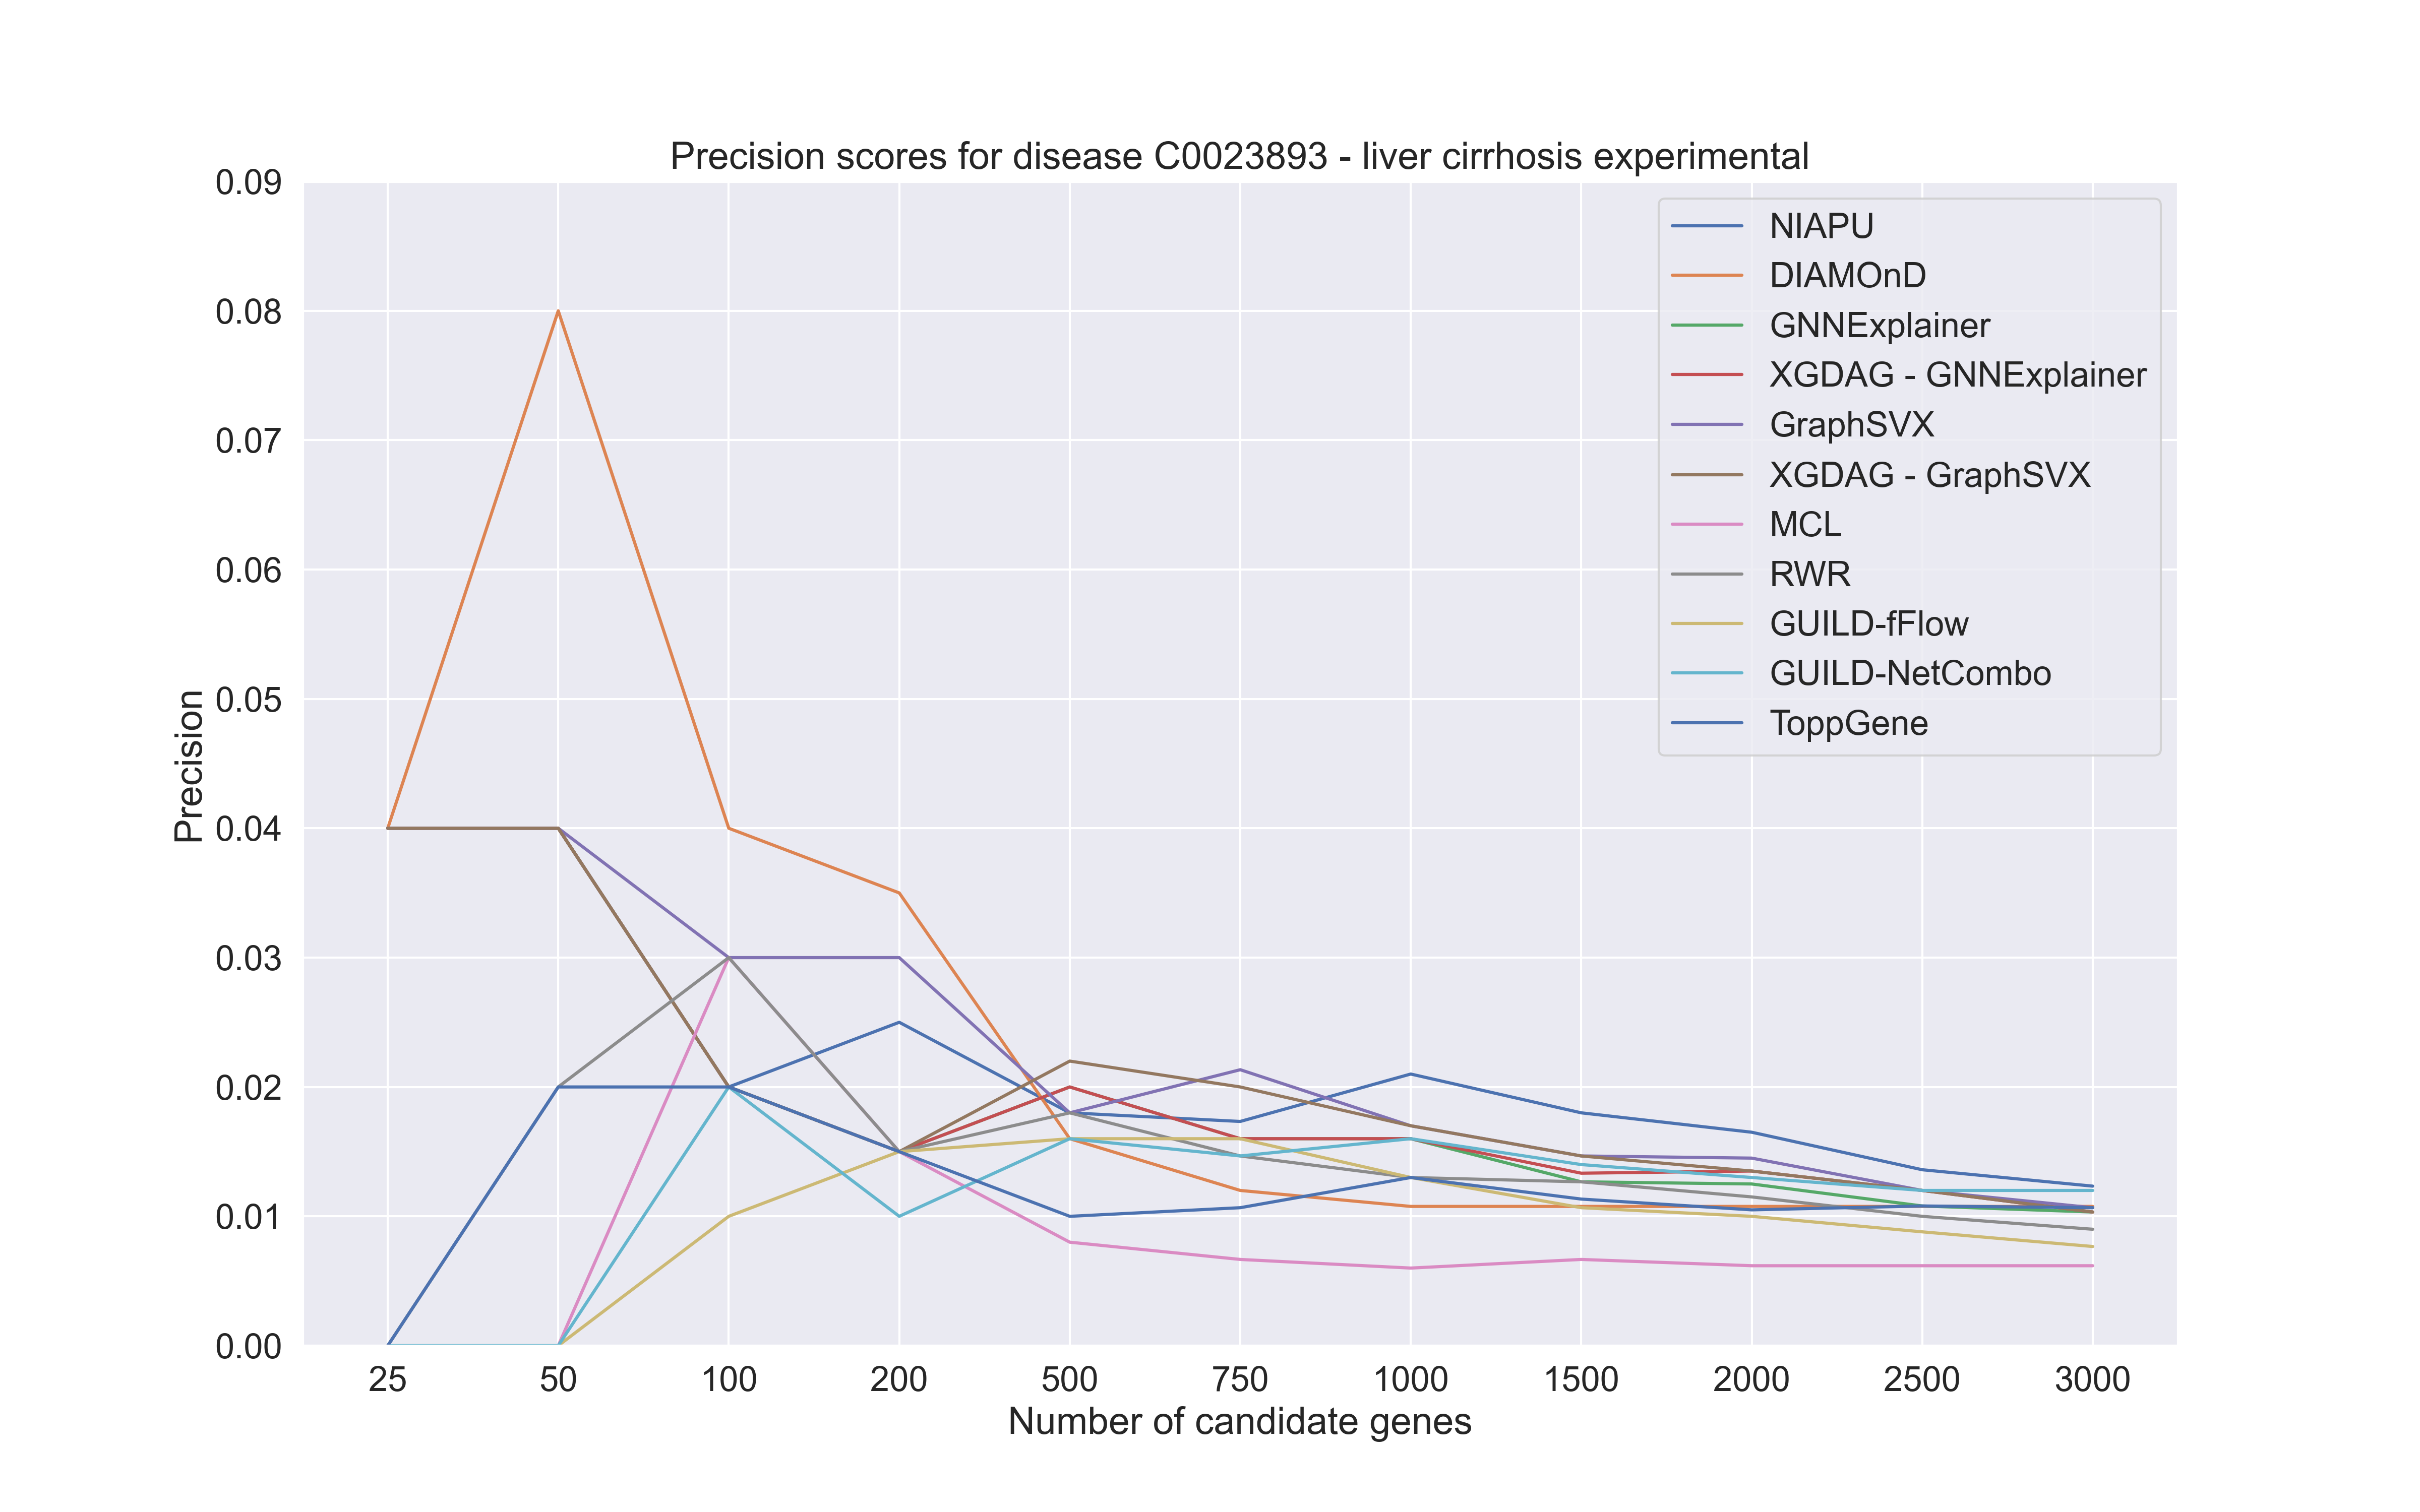 Precision scores for disease C0023893 - liver cirrhosis experimental
0.09
0.08
0.07
0.06
0.05
0.04
0.03
0.02
0.01
0.00
Precision
NIAPU
DIAMOnD
GNNExplainer
XGDAG - GNNExplainer
GraphSVX
XGDAG - GraphSVX
MCL
RWR
GUILD-fFlow
GUILD-NetCombo
ToppGene
25 50 100 200 500 750 1000 1500 2000 2500 3000
Number of candidate genes